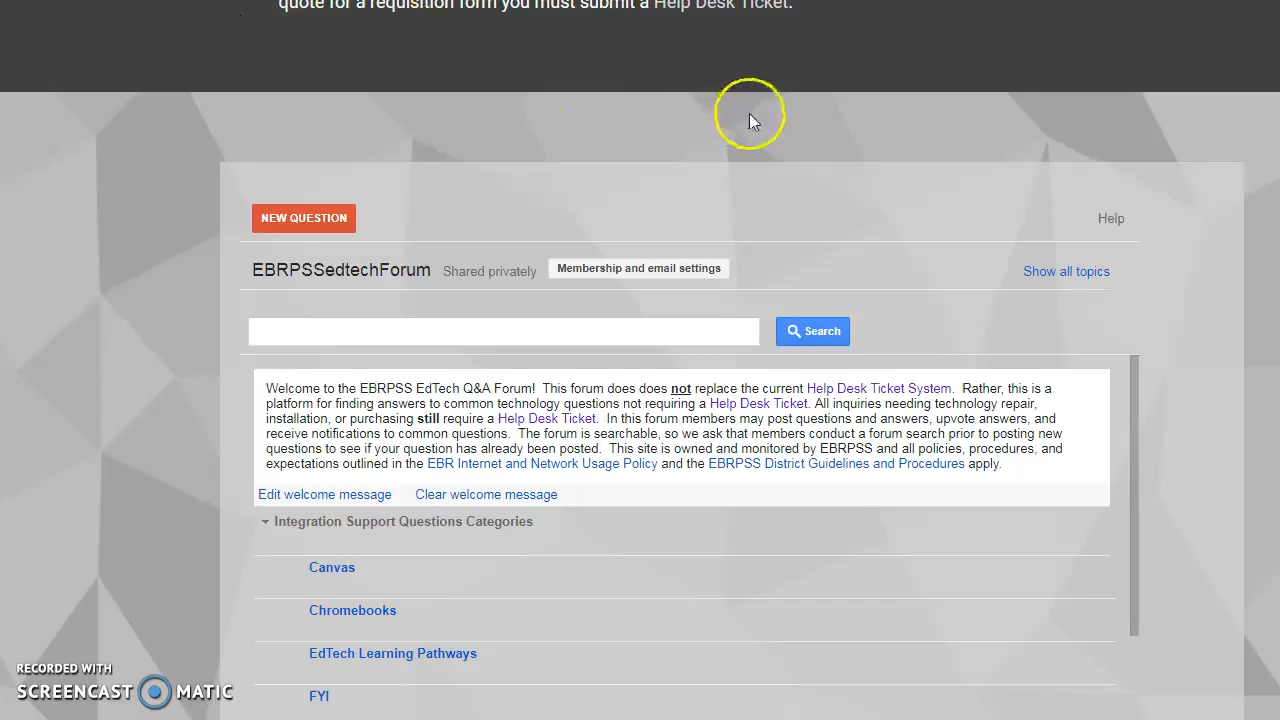 quote for a requisition form you must submit a Help Desk Ticket.
NEW QUESTION
Help
EBRPSSedtechForum Shared privately Membership and email settings Show all topics
Search
Welcome to the EBRPSS EdTech Q&A Forum! This forum does does not replace the current Help Desk Ticket System. Rather, this is a
platform for finding answers to common technology questions not requiring a Help Desk Ticket. All inquiries needing technology repair,
installation, or purchasing still require a Help Desk Ticket. In this forum members may post questions and answers, upvote answers, and
receive notifications to common questions. The forum is searchable, so we ask that members conduct a forum search prior to posting new
questions to see if your question has already been posted. This site is owned and monitored by EBRPSS and all policies, procedures, and
expectations outlined in the EBR Internet and Network Usage Policy and the EBRPSS District Guidelines and Procedures apply.
Edit welcome message Clear welcome message
Integration Support Questions Categories
Canvas
Chromebooks
EdTech Learning Pathways
FYI
RECORDED WITH
SCREENCAST MATIC